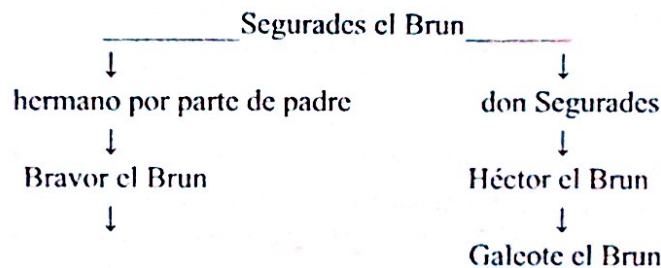 Segurades el Brun
↓ ↓
hermano por parte de padre don Segurades
↓ ↓
Bravor el Brun Héctor el Brun
↓ ↓
Galeote el Brun